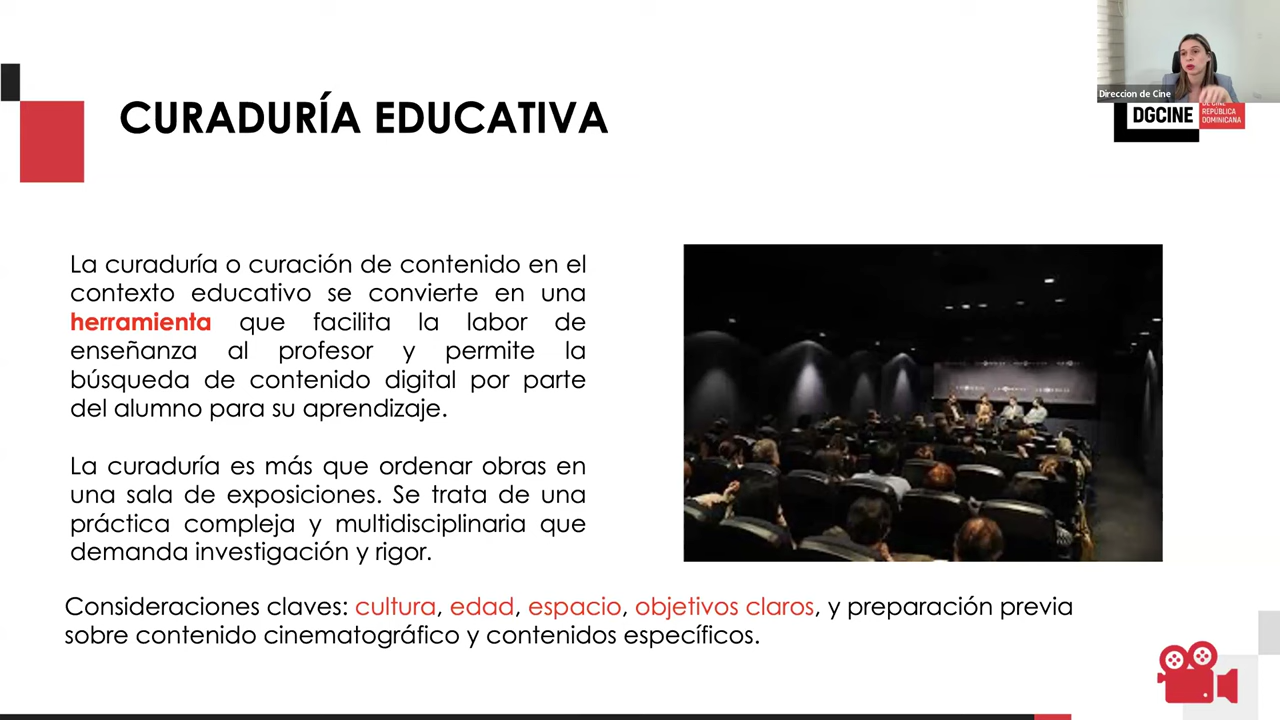 Direccion de Cine
DGCINE
DE CINE
REPÚBLICA
DOMINICANA
CURADURÍA EDUCATIVA
La curaduría o curación de contenido en el
contexto educativo se convierte en una
herramienta que facilita la labor de
enseñanza al profesor y permite la
búsqueda de contenido digital por parte
del alumno para su aprendizaje.
La curaduría es más que ordenar obras en
una sala de exposiciones. Se trata de una
práctica compleja y multidisciplinaria que
demanda investigación y rigor.
Consideraciones claves: cultura, edad, espacio, objetivos claros, y preparación previa
sobre contenido cinematográfico y contenidos específicos.